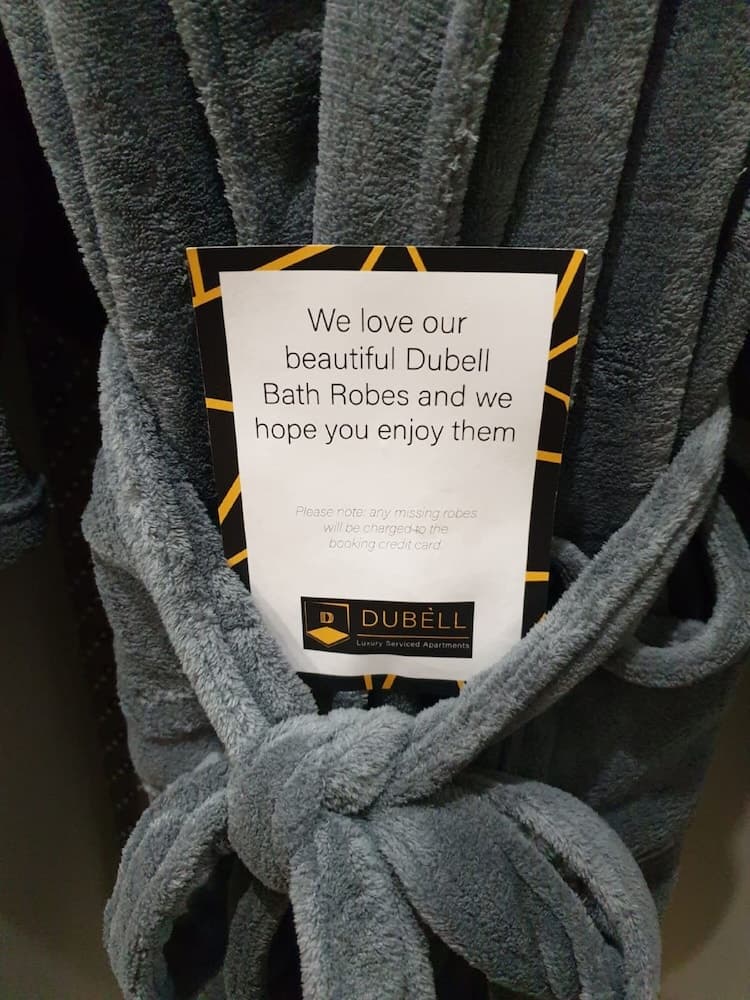 We love our
beautiful Dubell
Bath Robes and we
hope you enjoy them
Please note: any missing robes
will be charged to the
booking credit card.
D
DUBÈLL
Luxury Serviced Apartments